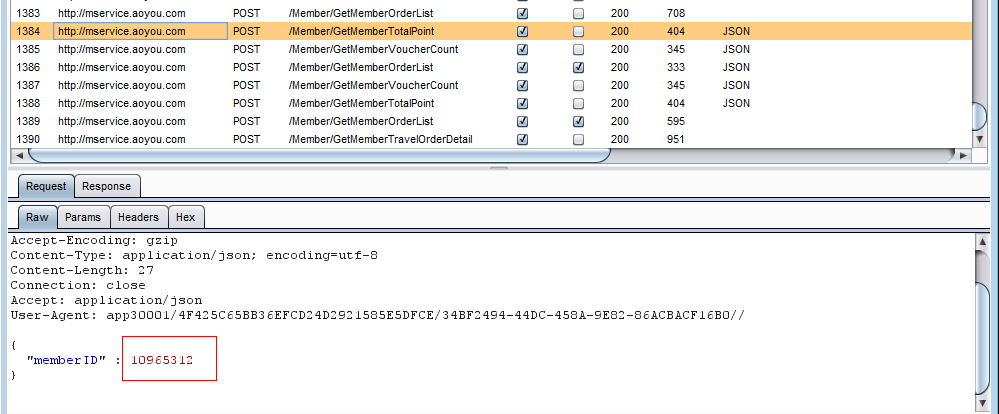 1383 http://mservice.aoyou.com POST /Member/GetMemberOrderList 200 708
1384 http://mservice.aoyou.com POST /Member/GetMemberTotalPoint 200 404 JSON
1385 http://mservice.aoyou.com POST /Member/GetMemberVoucherCount 200 345 JSON
1386 http://mservice.aoyou.com POST /Member/GetMemberOrderList 200 333 JSON
1387 http://mservice.aoyou.com POST /Member/GetMemberVoucherCount 200 345 JSON
1388 http://mservice.aoyou.com POST /Member/GetMemberTotalPoint 200 404 JSON
1389 http://mservice.aoyou.com POST /Member/GetMemberOrderList 200 595
1390 http://mservice.aoyou.com POST /Member/GetMemberTravelOrderDetail 200 951
Request Response
Raw Params Headers Hex
Accept-Encoding: gzip
Content-Type: application/json; encoding=utf-8
Content-Length: 27
Connection: close
Accept: application/json
User-Agent: app30001/4F425C65BB36EFCD24D2921585E5DFCE/34BF2494-44DC-458A-9E82-86ACBACF16B0//
{
"memberID" : 10965312
}